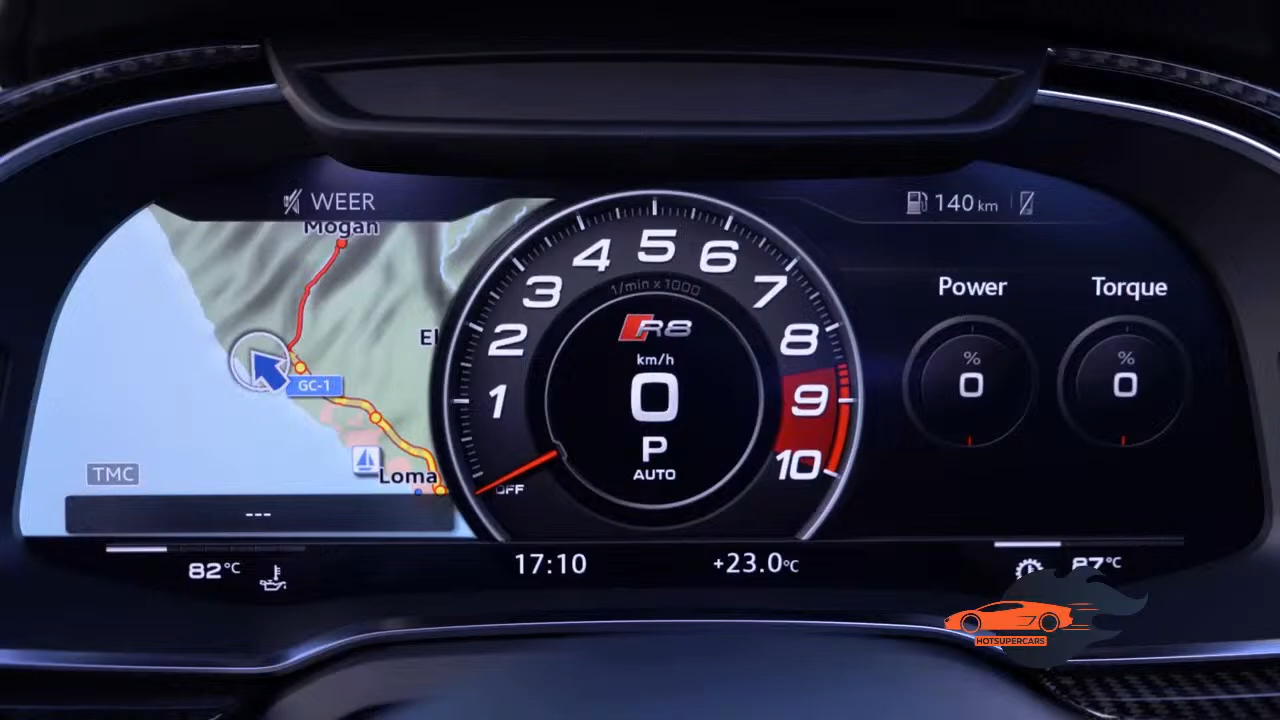 WEER
140 km
Mogan
El
GC-1
TMC
Loma
---
1
2
3
4
5
6
7
8
9
10
1/min x 1000
R8
km/h
0
P
AUTO
OFF
Power
Torque
%
0
%
0
82°C
17:10
+23.0°C
87°C
HOTSUPERCARS